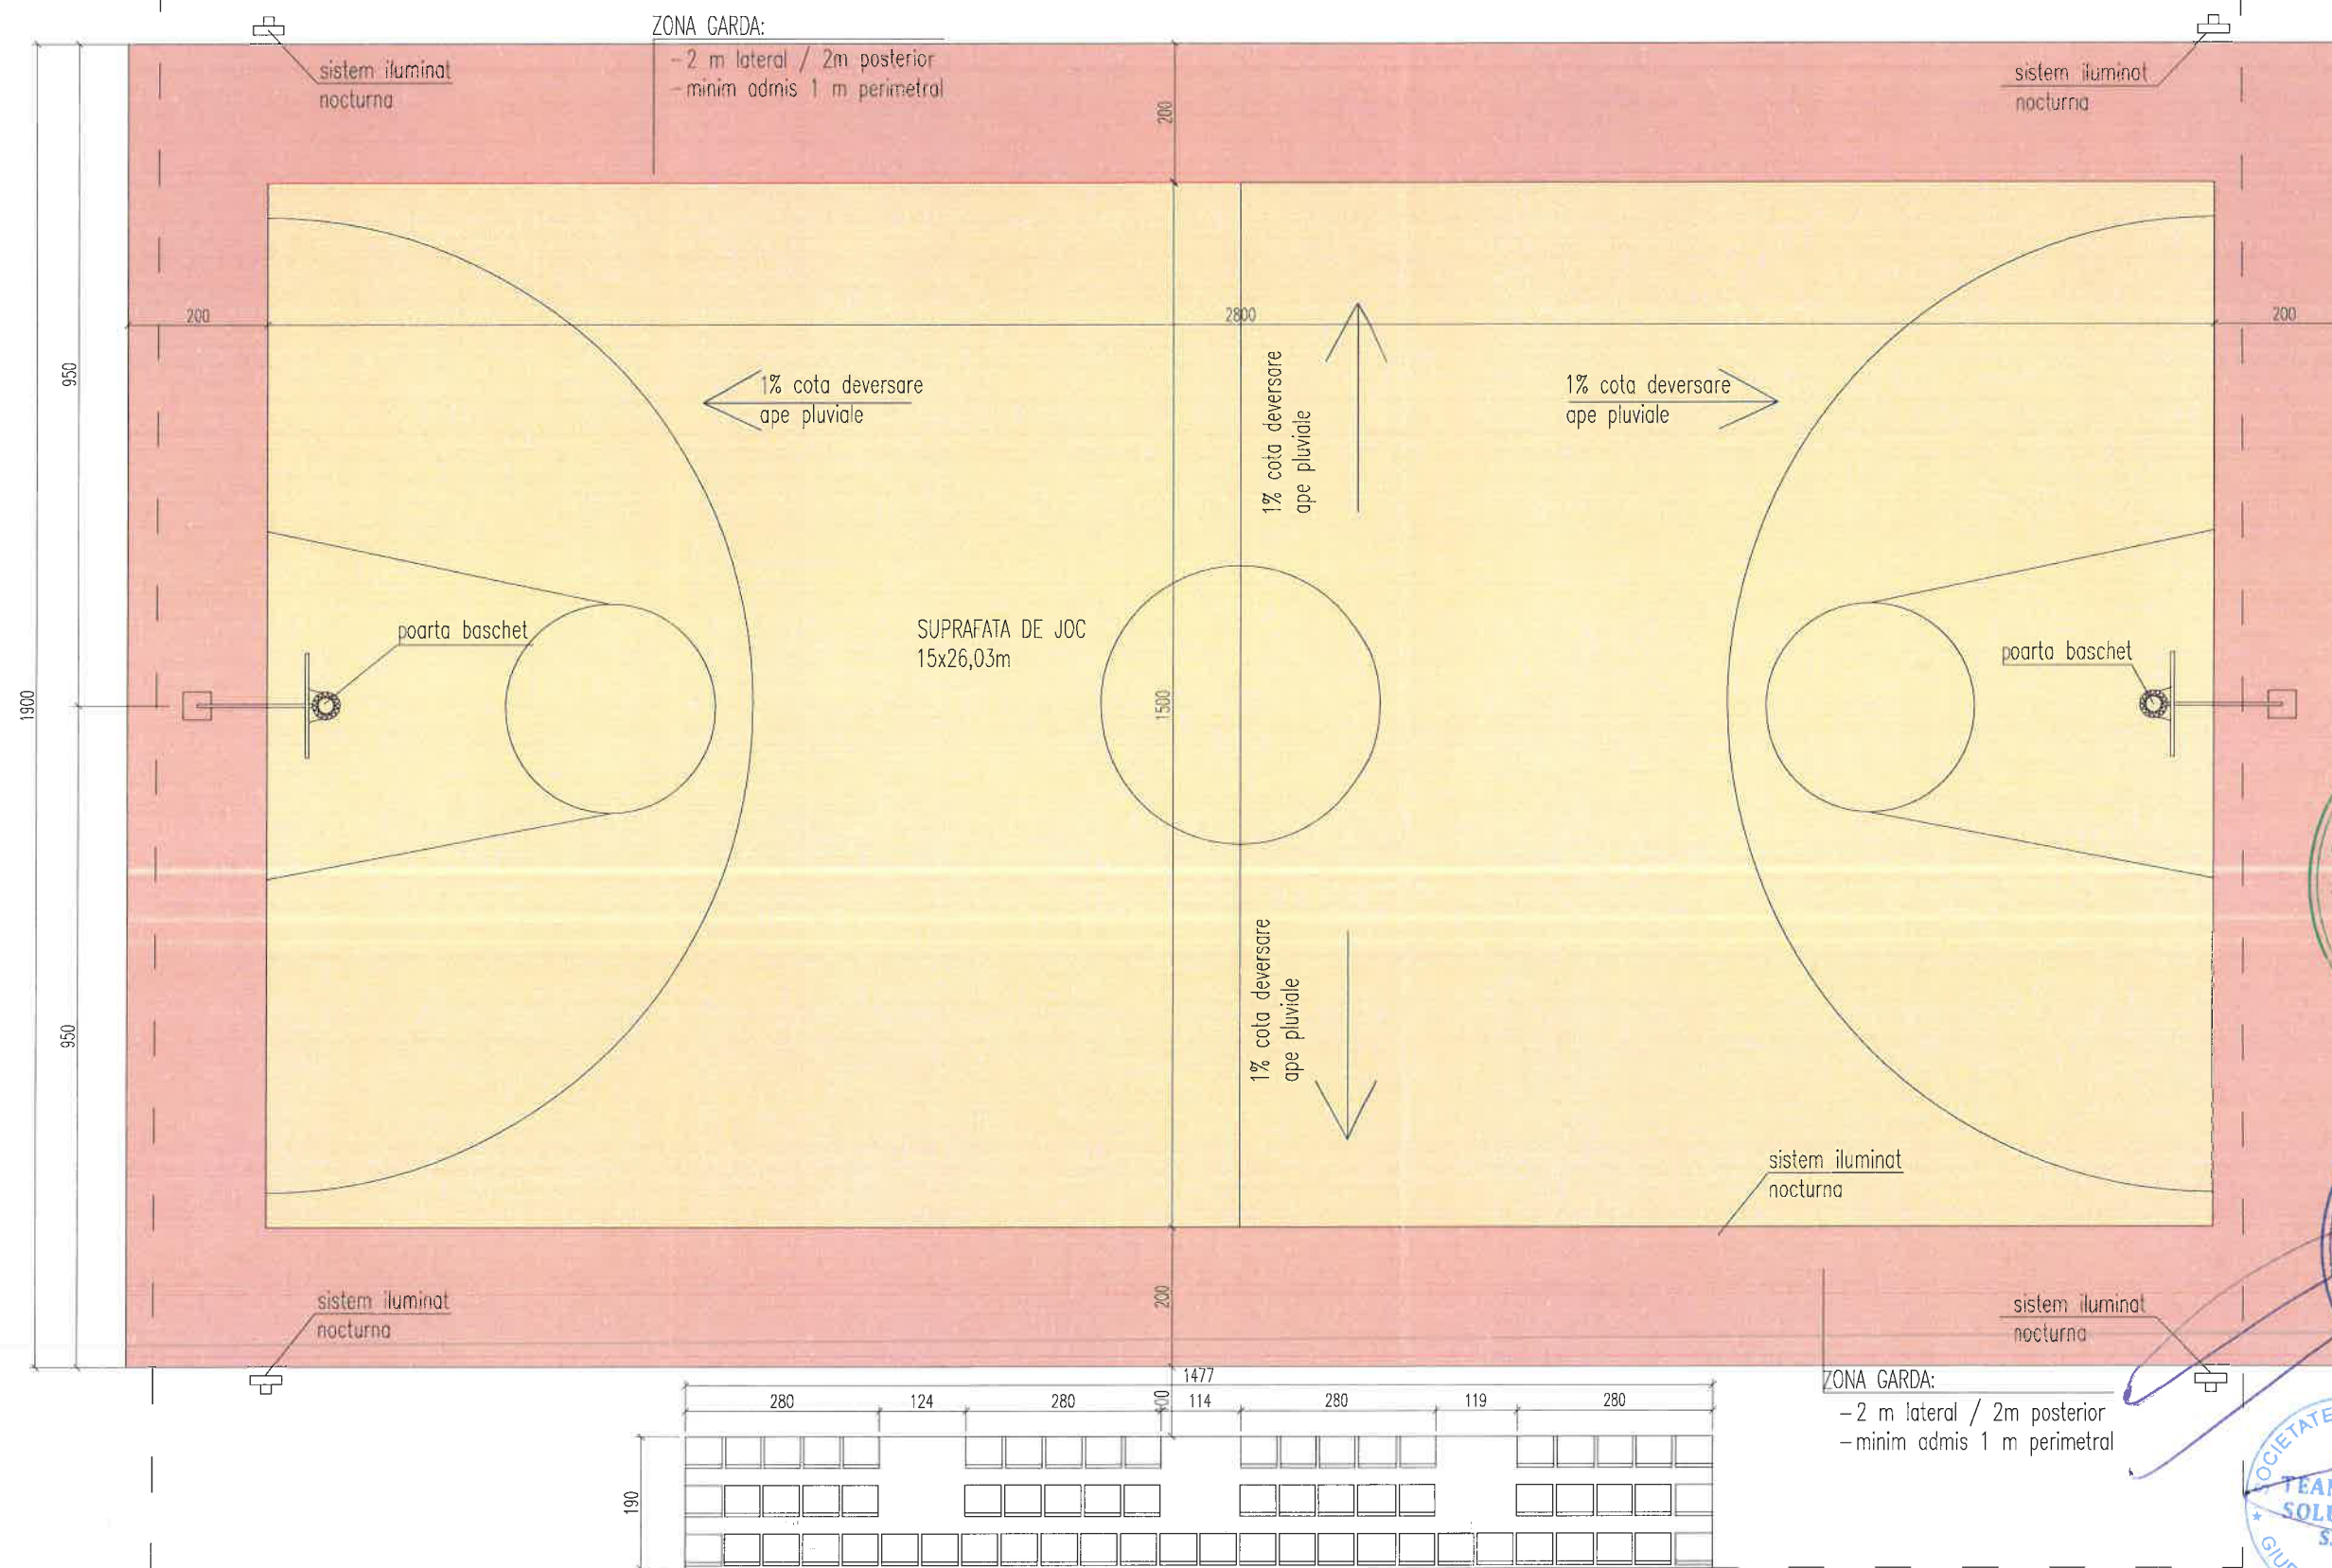 ZONA GARDA:
-2 m lateral / 2m posterior
-minim admis 1 m perimetral
sistem iluminat
nocturna
sistem iluminat
nocturna
200
200
2800
200
950
1% cota deversare
ape pluviale
1% cota deversare
ape pluviale
1% cota deversare
ape pluviale
SUPRAFATA DE JOC
15x26,03m
poarta baschet
poarta baschet
1900
1500
950
1% cota deversare
ape pluviale
sistem iluminat
nocturna
200
sistem iluminat
nocturna
sistem iluminat
nocturna
1477
280
124
280
114
280
119
280
ZONA GARDA:
-2 m lateral / 2m posterior
-minim admis 1 m perimetral
190
SOCIETATE